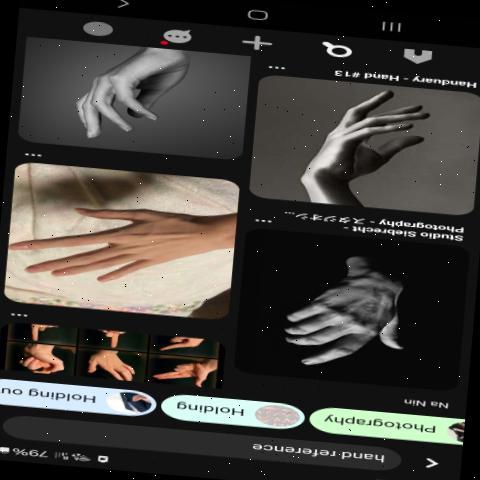 79%
hand reference
Photography
Holding
Holding ou
Na Nin
Studio Siebrecht -
Photography - スタジオン...
Handuary - Hand #13